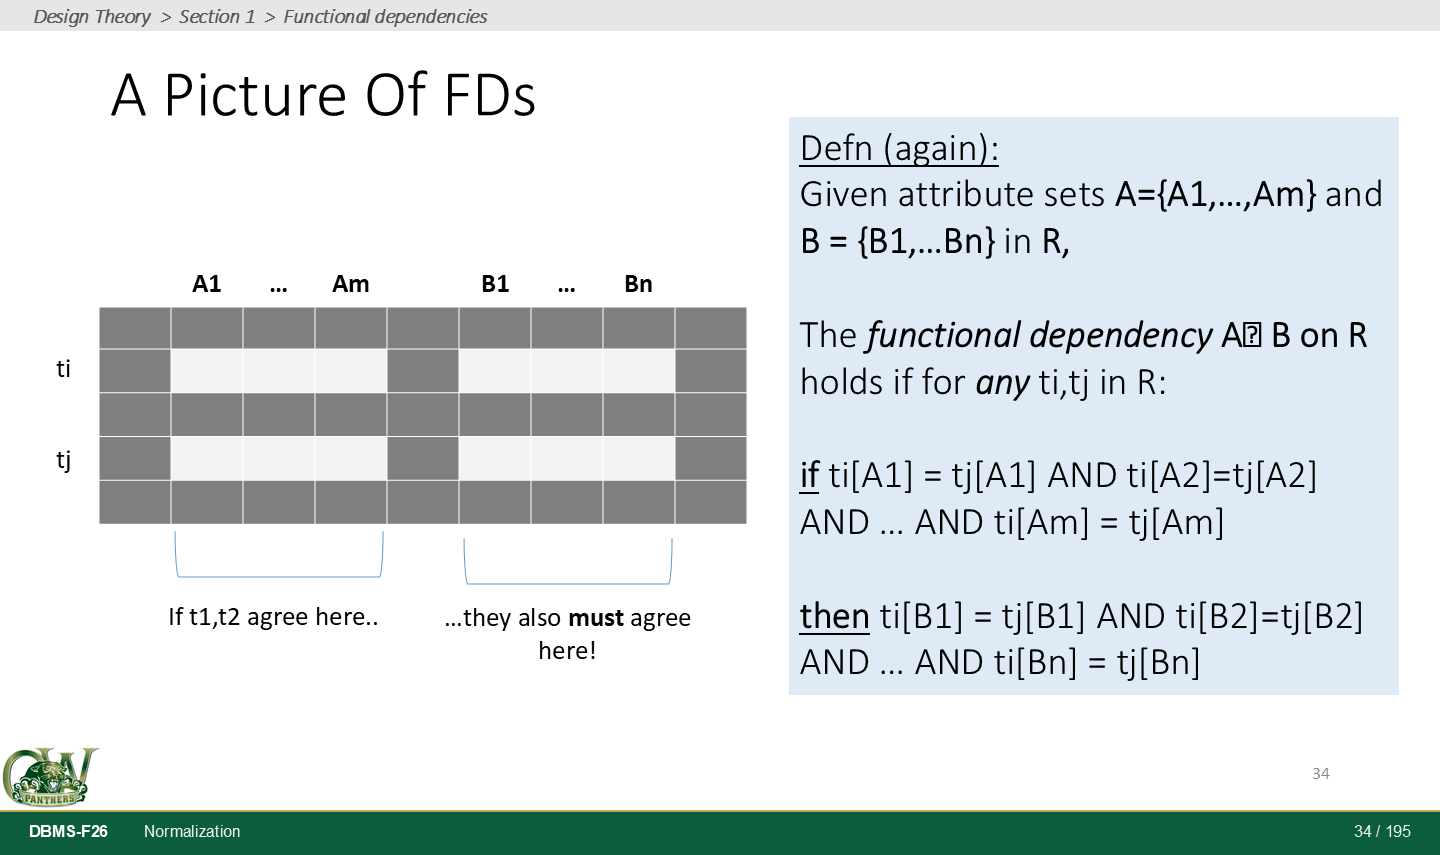 Design Theory > Section 1 > Functional dependencies
A Picture Of FDs
A1 ... Am B1 ... Bn
ti
tj
If t1,t2 agree here..
...they also must agree
here!
Defn (again):
Given attribute sets A={A1,...,Am} and
B = {B1,...Bn} in R,
The functional dependency A⍰ B on R
holds if for any ti,tj in R:
if ti[A1] = tj[A1] AND ti[A2]=tj[A2]
AND ... AND ti[Am] = tj[Am]
then ti[B1] = tj[B1] AND ti[B2]=tj[B2]
AND ... AND ti[Bn] = tj[Bn]
34
OW
PANTHERS
DBMS-F26 Normalization 34 / 195